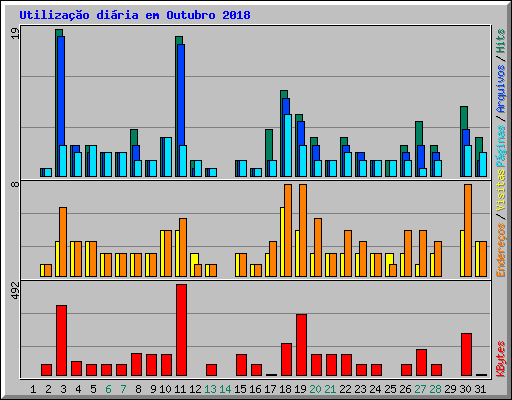 Utilização diária em Outubro 2018
19
8
492
KBytes
Endereços / Visitas
Páginas / Arquivos / Hits
1 2 3 4 5 6 7 8 9 10 11 12 13 14 15 16 17 18 19 20 21 22 23 24 25 26 27 28 29 30 31